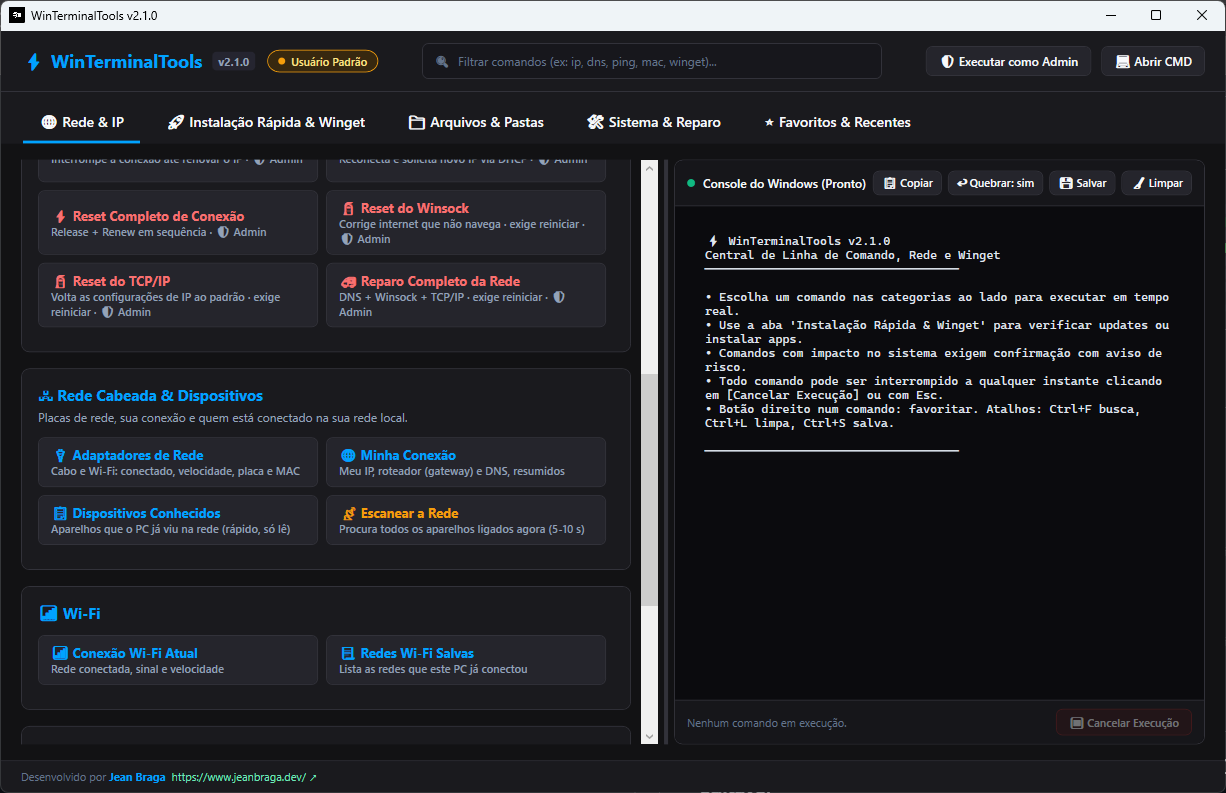 WinTerminalTools v2.1.0
WinTerminalTools v2.1.0 Usuário Padrão Filtrar comandos (ex: ip, dns, ping, mac, winget)... Executar como Admin Abrir CMD
Rede & IP Instalação Rápida & Winget Arquivos & Pastas Sistema & Reparo Favoritos & Recentes
Interrompe a conexão até renovar o IP · Admin
Reconecta e solicita novo IP via DHCP · Admin
Reset Completo de Conexão
Release + Renew em sequência · Admin
Reset do Winsock
Corrige internet que não navega · exige reiniciar ·
Admin
Reset do TCP/IP
Volta as configurações de IP ao padrão · exige
reiniciar · Admin
Reparo Completo da Rede
DNS + Winsock + TCP/IP · exige reiniciar ·
Admin
Rede Cabeada & Dispositivos
Placas de rede, sua conexão e quem está conectado na sua rede local.
Adaptadores de Rede
Cabo e Wi-Fi: conectado, velocidade, placa e MAC
Minha Conexão
Meu IP, roteador (gateway) e DNS, resumidos
Dispositivos Conhecidos
Aparelhos que o PC já viu na rede (rápido, só lê)
Escanear a Rede
Procura todos os aparelhos ligados agora (5-10 s)
Wi-Fi
Conexão Wi-Fi Atual
Rede conectada, sinal e velocidade
Redes Wi-Fi Salvas
Lista as redes que este PC já conectou
Console do Windows (Pronto) Copiar Quebrar: sim Salvar Limpar
WinTerminalTools v2.1.0
Central de Linha de Comando, Rede e Winget
• Escolha um comando nas categorias ao lado para executar em tempo
real.
• Use a aba 'Instalação Rápida & Winget' para verificar updates ou
instalar apps.
• Comandos com impacto no sistema exigem confirmação com aviso de
risco.
• Todo comando pode ser interrompido a qualquer instante clicando
em [Cancelar Execução] ou com Esc.
• Botão direito num comando: favoritar. Atalhos: Ctrl+F busca,
Ctrl+L limpa, Ctrl+S salva.
Nenhum comando em execução. Cancelar Execução
Desenvolvido por Jean Braga https://www.jeanbraga.dev/ ↗